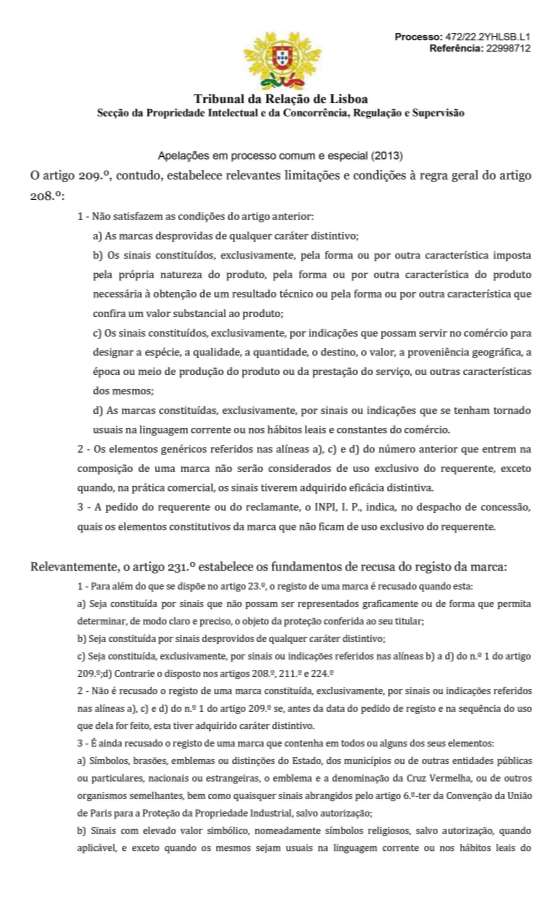 Processo: 472/22.2YHLSB.L1
Referência: 22998712
Tribunal da Relação de Lisboa
Secção da Propriedade Intelectual e da Concorrência, Regulação e Supervisão
Apelações em processo comum e especial (2013)
O artigo 209.º, contudo, estabelece relevantes limitações e condições à regra geral do artigo
208.º:
1 - Não satisfazem as condições do artigo anterior:
a) As marcas desprovidas de qualquer caráter distintivo;
b) Os sinais constituídos, exclusivamente, pela forma ou por outra característica imposta
pela própria natureza do produto, pela forma ou por outra característica do produto
necessária à obtenção de um resultado técnico ou pela forma ou por outra característica que
confira um valor substancial ao produto;
c) Os sinais constituídos, exclusivamente, por indicações que possam servir no comércio para
designar a espécie, a qualidade, a quantidade, o destino, o valor, a proveniência geográfica, a
época ou meio de produção do produto ou da prestação do serviço, ou outras características
dos mesmos;
d) As marcas constituídas, exclusivamente, por sinais ou indicações que se tenham tornado
usuais na linguagem corrente ou nos hábitos leais e constantes do comércio.
2 - Os elementos genéricos referidos nas alíneas a), c) e d) do número anterior que entrem na
composição de uma marca não serão considerados de uso exclusivo do requerente, exceto
quando, na prática comercial, os sinais tiverem adquirido eficácia distintiva.
3 - A pedido do requerente ou do reclamante, o INPI, I. P., indica, no despacho de concessão,
quais os elementos constitutivos da marca que não ficam de uso exclusivo do requerente.
Relevantemente, o artigo 231.º estabelece os fundamentos de recusa do registo da marca:
1 - Para além do que se dispõe no artigo 23.º, o registo de uma marca é recusado quando esta:
a) Seja constituída por sinais que não possam ser representados graficamente ou de forma que permita
determinar, de modo claro e preciso, o objeto da proteção conferida ao seu titular;
b) Seja constituída por sinais desprovidos de qualquer caráter distintivo;
c) Seja constituída, exclusivamente, por sinais ou indicações referidos nas alíneas b) a d) do n.º 1 do artigo
209.º;d) Contrarie o disposto nos artigos 208.º, 211.º e 224.º
2 - Não é recusado o registo de uma marca constituída, exclusivamente, por sinais ou indicações referidos
nas alíneas a), c) e d) do n.º 1 do artigo 209.º se, antes da data do pedido de registo e na sequência do uso
que dela for feito, esta tiver adquirido caráter distintivo.
3 - É ainda recusado o registo de uma marca que contenha em todos ou alguns dos seus elementos:
a) Símbolos, brasões, emblemas ou distinções do Estado, dos municípios ou de outras entidades públicas
ou particulares, nacionais ou estrangeiras, o emblema e a denominação da Cruz Vermelha, ou de outros
organismos semelhantes, bem como quaisquer sinais abrangidos pelo artigo 6.º-ter da Convenção da União
de Paris para a Proteção da Propriedade Industrial, salvo autorização;
b) Sinais com elevado valor simbólico, nomeadamente símbolos religiosos, salvo autorização, quando
aplicável, e exceto quando os mesmos sejam usuais na linguagem corrente ou nos hábitos leais do